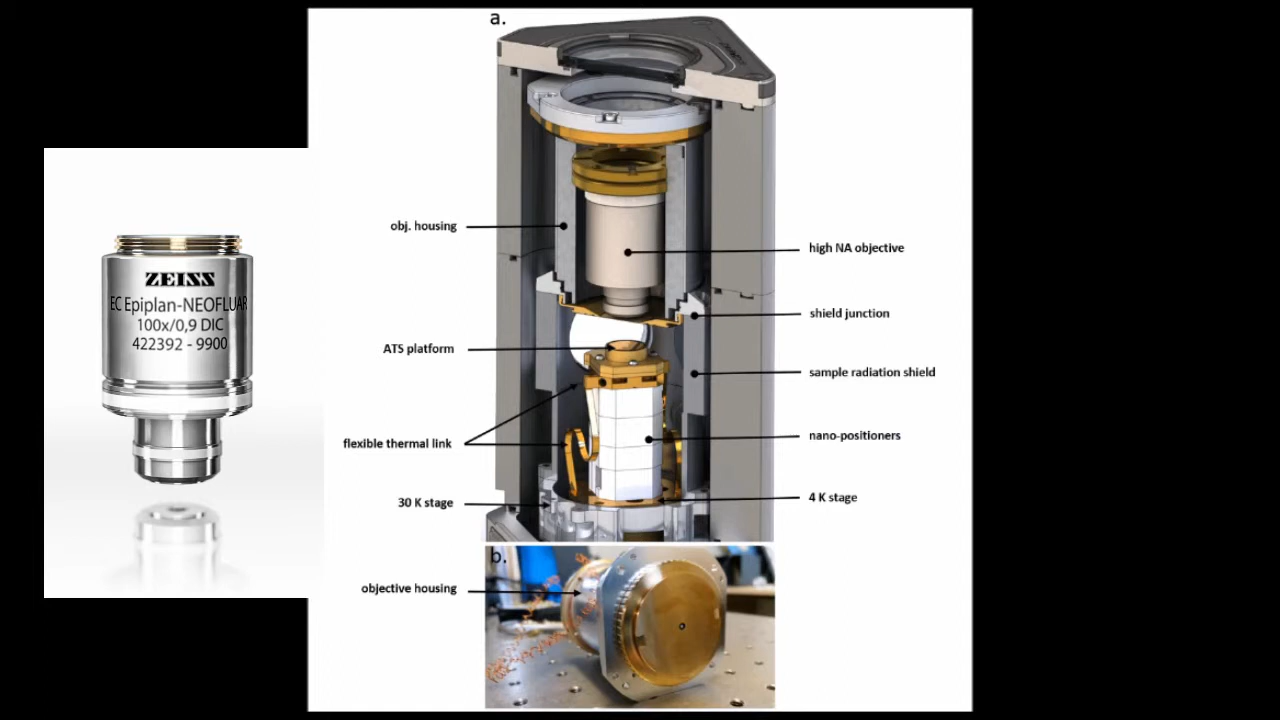 a.
obj. housing
high NA objective
ZEISS
EC Epiplan-NEOFLUAR
100x/0,9 DIC
422392 - 9900
shield junction
ATS platform
sample radiation shield
flexible thermal link
nano-positioners
30 K stage
4 K stage
b.
objective housing